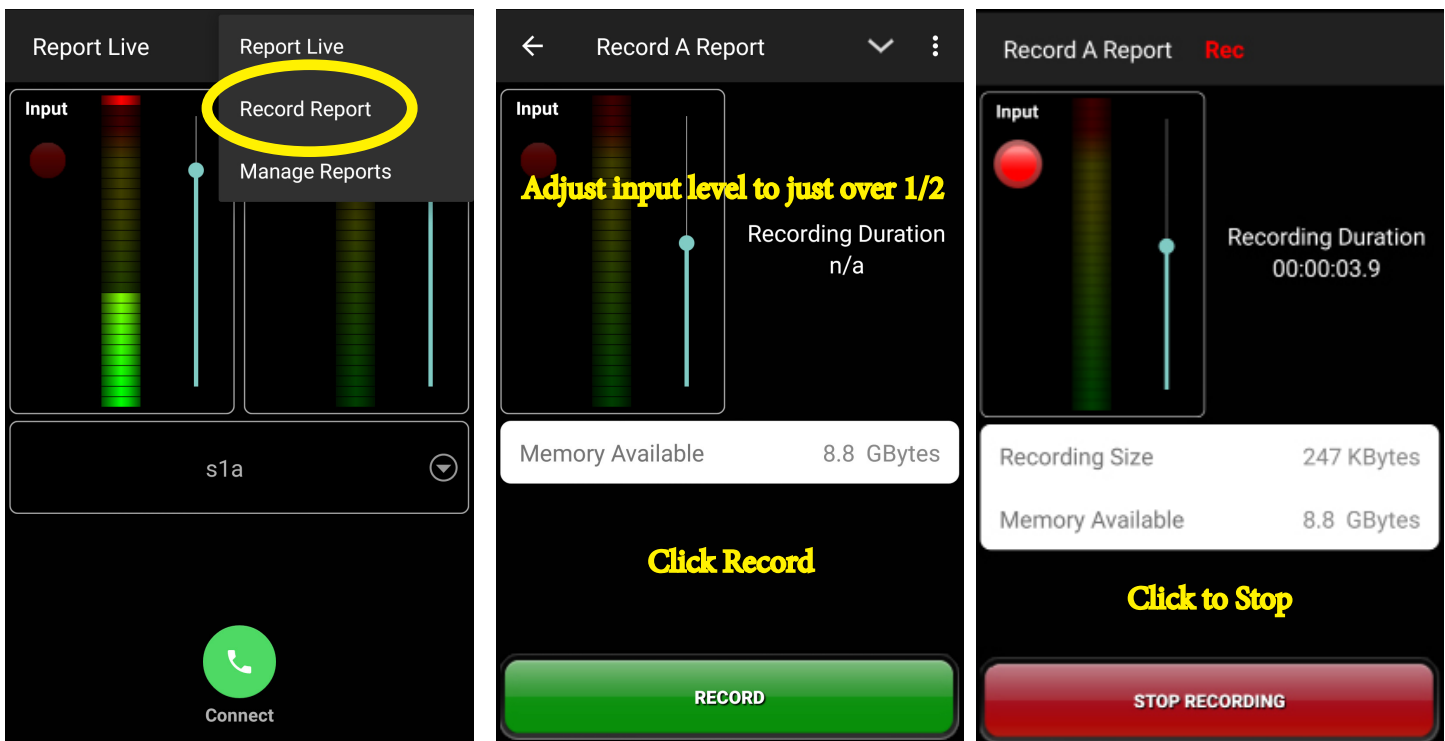 Report Live
Report Live
Record Report
Manage Reports
Input
s1a
Connect
Record A Report
Input
Adjust input level to just over 1/2
Recording Duration
n/a
Memory Available 8.8 GBytes
Click Record
RECORD
Record A Report Rec
Input
Recording Duration
00:00:03.9
Recording Size 247 KBytes
Memory Available 8.8 GBytes
Click to Stop
STOP RECORDING